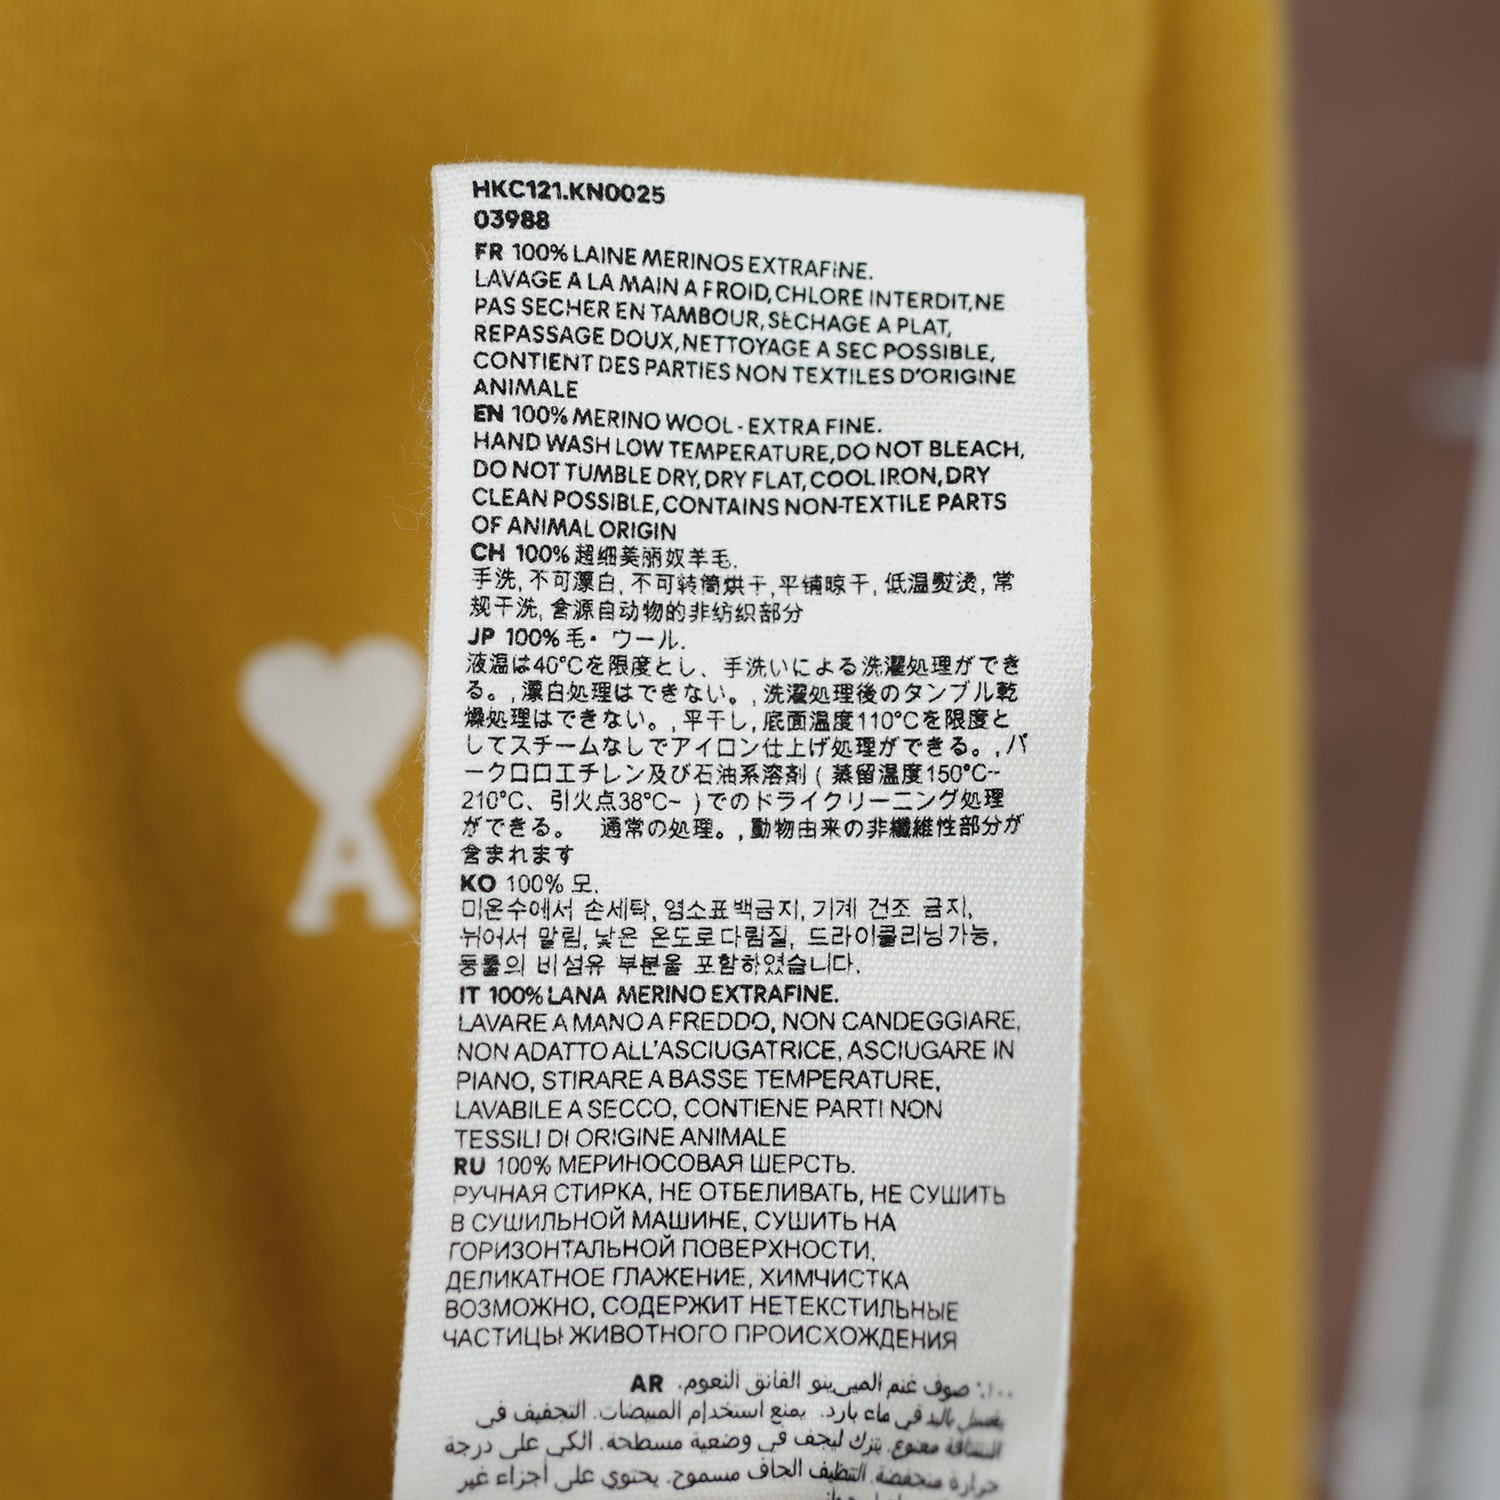 HKC121.KN0025
03988
FR 100% LAINE MERINOS EXTRAFINE.
LAVAGE A LA MAIN A FROID,CHLORE INTERDIT,NE
PAS SECHER EN TAMBOUR,SECHAGE A PLAT,
REPASSAGE DOUX,NETTOYAGE A SEC POSSIBLE,
CONTIENT DES PARTIES NON TEXTILES D'ORIGINE
ANIMALE
EN 100% MERINO WOOL - EXTRA FINE.
HAND WASH LOW TEMPERATURE,DO NOT BLEACH,
DO NOT TUMBLE DRY,DRY FLAT,COOL IRON,DRY
CLEAN POSSIBLE,CONTAINS NON-TEXTILE PARTS
OF ANIMAL ORIGIN
CH 100% 超细美丽奴羊毛.
手洗, 不可漂白, 不可转筒烘干,平铺晾干, 低温熨烫, 常
规干洗, 含源自动物的非纺织部分
JP 100% 毛・ ウール.
液温は40°Cを限度とし、手洗いによる洗濯処理ができ
る。,漂白処理はできない。,洗濯処理後のタンブル乾
燥処理はできない。,平干し,底面温度110°Cを限度と
してスチームなしでアイロン仕上げ処理ができる。,パ
ークロロエチレン及び石油系溶剤 ( 蒸留温度150°C~
210°C、引火点38°C~ )でのドライクリーニング処理
ができる。 通常の処理。,動物由来の非繊維性部分が
含まれます
KO 100% 모.
미온수에서 손세탁, 염소표백금지, 기계 건조 금지,
뉘어서 말림,낮은 온도로다림질, 드라이클리닝가능,
동물의 비섬유 부분을 포함하였습니다.
IT 100% LANA MERINO EXTRAFINE.
LAVARE A MANO A FREDDO, NON CANDEGGIARE,
NON ADATTO ALL'ASCIUGATRICE, ASCIUGARE IN
PIANO, STIRARE A BASSE TEMPERATURE,
LAVABILE A SECCO, CONTIENE PARTI NON
TESSILI DI ORIGINE ANIMALE
RU 100% МЕРИНОСОВАЯ ШЕРСТЬ.
РУЧНАЯ СТИРКА, НЕ ОТБЕЛИВАТЬ, НЕ СУШИТЬ
В СУШИЛЬНОЙ МАШИНЕ, СУШИТЬ НА
ГОРИЗОНТАЛЬНОЙ ПОВЕРХНОСТИ,
ДЕЛИКАТНОЕ ГЛАЖЕНИЕ, ХИМЧИСТКА
ВОЗМОЖНО, СОДЕРЖИТ НЕТЕКСТИЛЬНЫЕ
ЧАСТИЦЫ ЖИВОТНОГО ПРОИСХОЖДЕНИЯ
صوف غنم الميرينو الفائق النعوم. AR
يغسل باليد في ماء بارد. يمنع استخدام المبيضات. التجفيف في
النشافة ممنوع. يترك ليجف في وضعية مسطحة. الكي على درجة
حرارة منخفضة. التنظيف الجاف مسموح. يحتوي على أجزاء غير